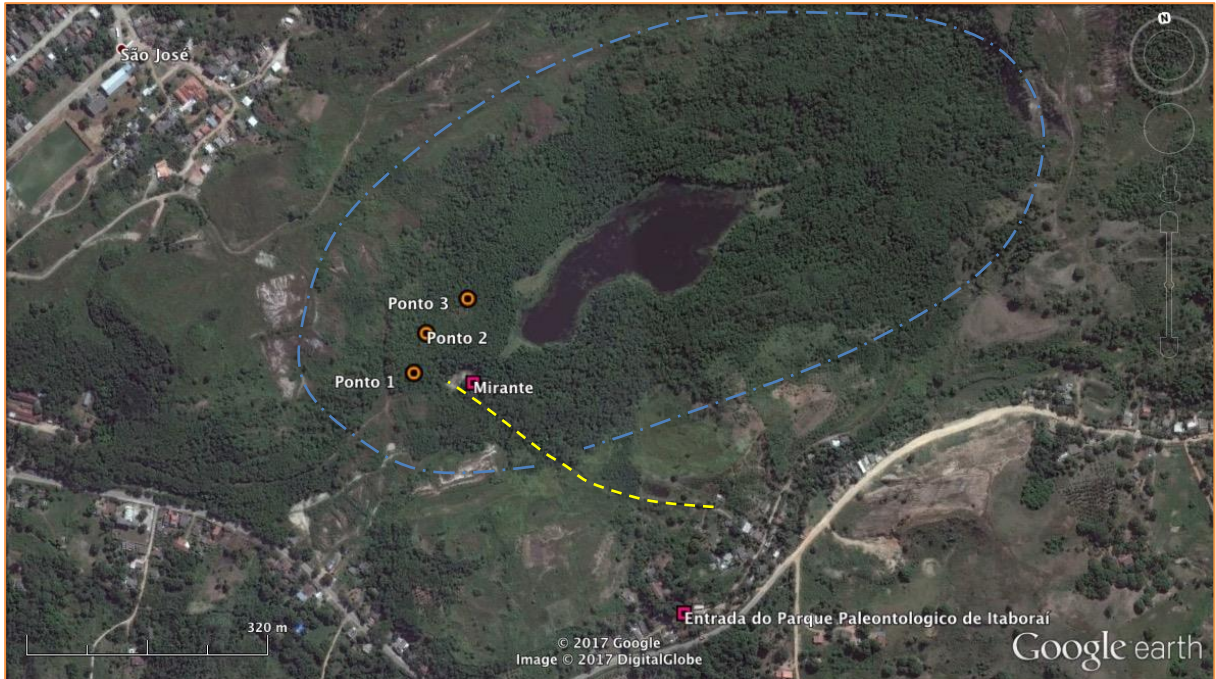 N
São José
Ponto 3
Ponto 2
Ponto 1
Mirante
Entrada do Parque Paleontologico de Itaboraí
320 m
© 2017 Google
Image © 2017 DigitalGlobe
Google earth